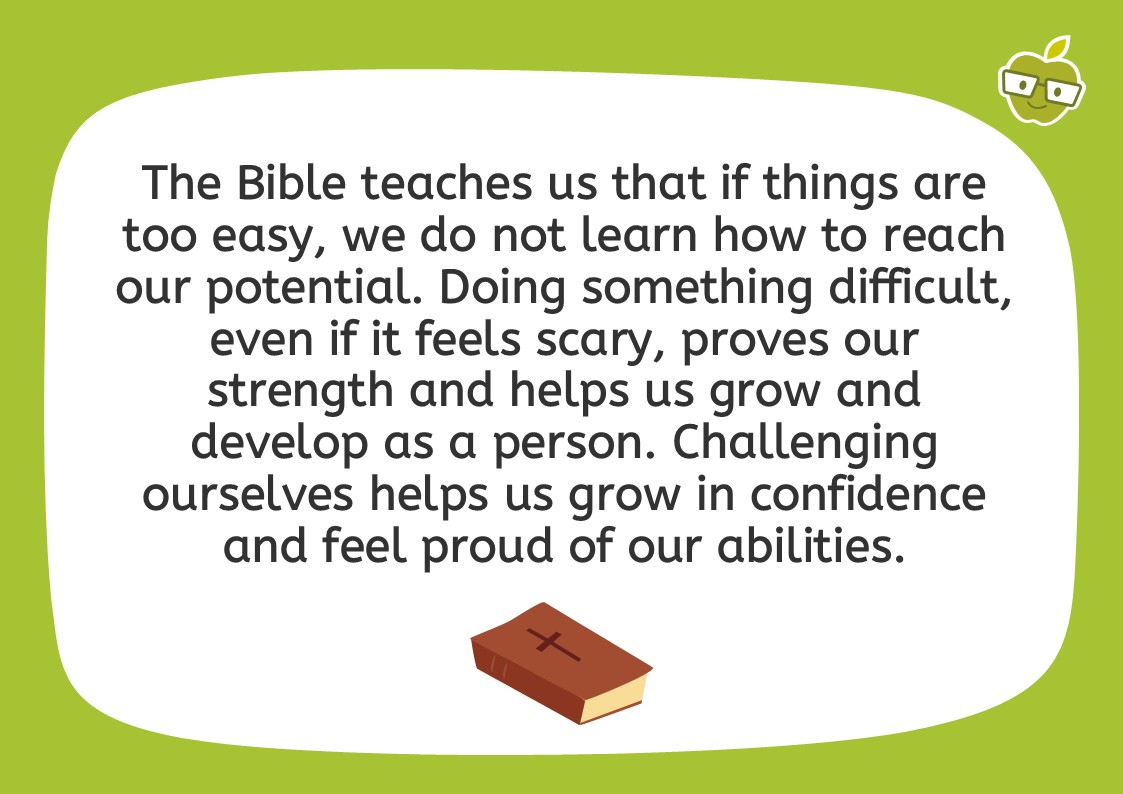 The Bible teaches us that if things are
too easy, we do not learn how to reach
our potential. Doing something difficult,
even if it feels scary, proves our
strength and helps us grow and
develop as a person. Challenging
ourselves helps us grow in confidence
and feel proud of our abilities.